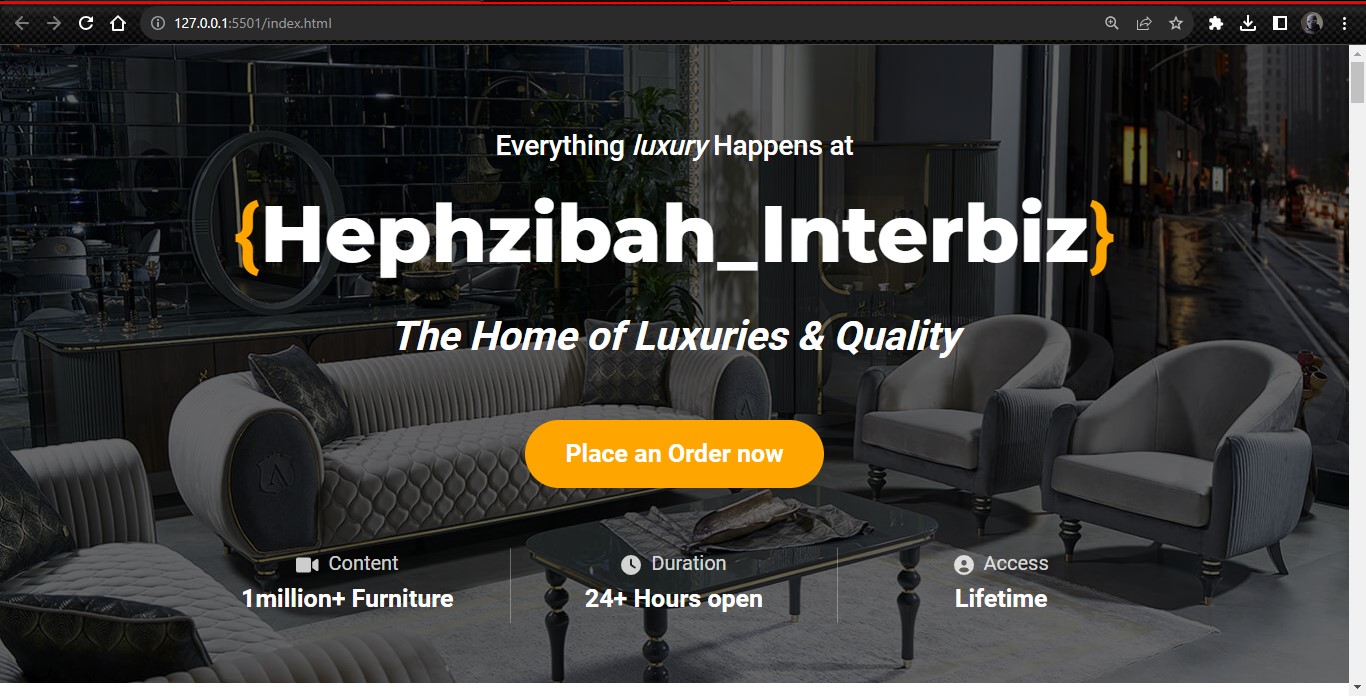 127.0.0.1:5501/index.html
Everything luxury Happens at
{Hephzibah_Interbiz}
The Home of Luxuries & Quality
Place an Order now
Content
1million+ Furniture
Duration
24+ Hours open
Access
Lifetime